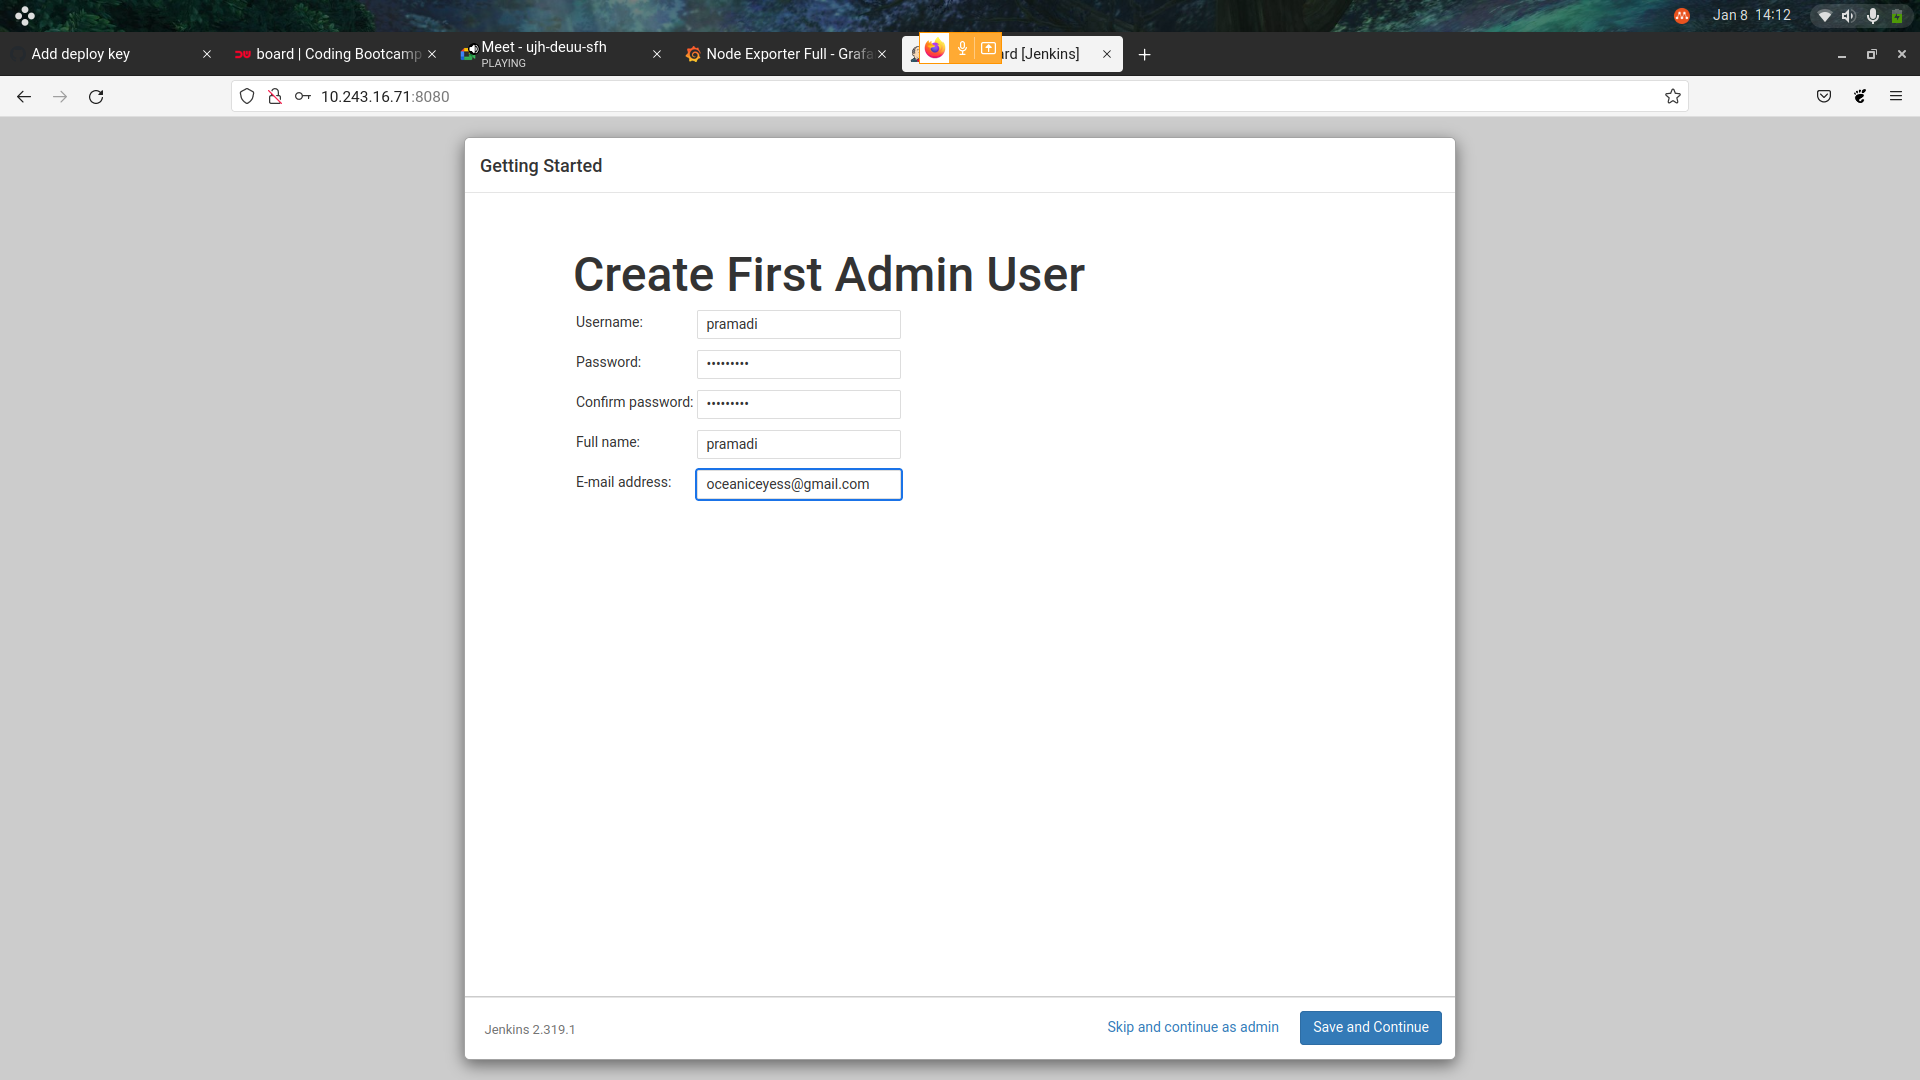 Jan 8 14:12
Add deploy key
board | Coding Bootcamp
Meet - ujh-deuu-sfh
PLAYING
Node Exporter Full - Grafa
rd [Jenkins]
10.243.16.71:8080
Getting Started
Create First Admin User
Username: pramadi
Password: •••••••••
Confirm password: •••••••••
Full name: pramadi
E-mail address: oceaniceyess@gmail.com
Jenkins 2.319.1
Skip and continue as admin
Save and Continue